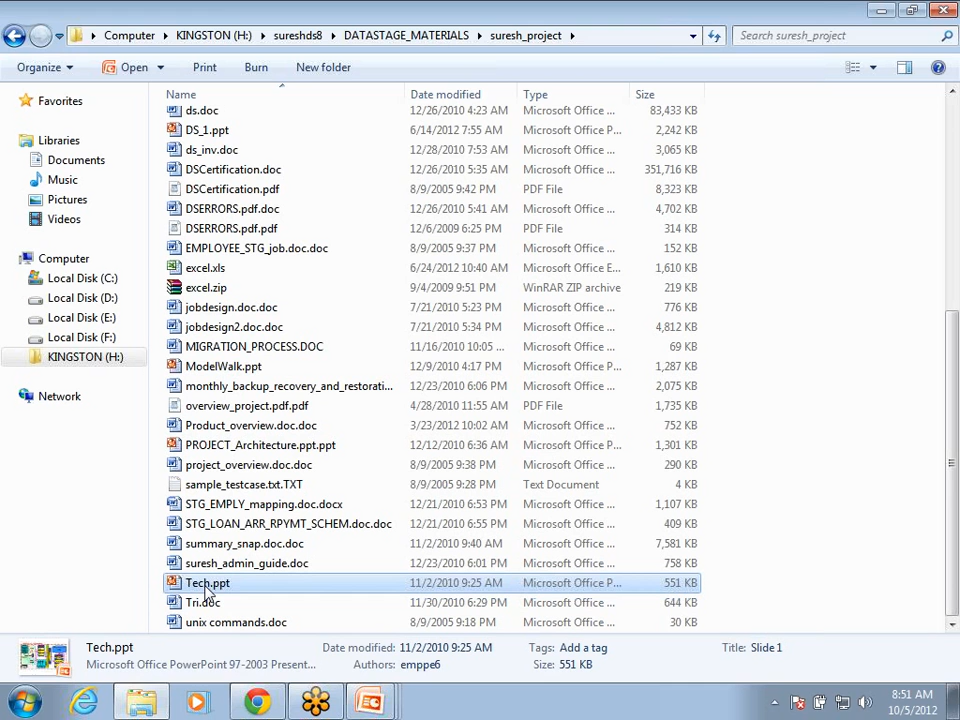 Computer KINGSTON (H:) sureshds8 DATASTAGE_MATERIALS suresh_project Search suresh_project
Organize Open Print Burn New folder
Name Date modified Type Size
Favorites
Libraries
Documents
Music
Pictures
Videos
Computer
Local Disk (C:)
Local Disk (D:)
Local Disk (E:)
Local Disk (F:)
KINGSTON (H:)
Network
ds.doc 12/26/2010 4:23 AM Microsoft Office ... 83,433 KB
DS_1.ppt 6/14/2012 7:55 AM Microsoft Office P... 2,242 KB
ds_inv.doc 12/28/2010 7:53 AM Microsoft Office ... 3,065 KB
DSCertification.doc 12/26/2010 5:35 AM Microsoft Office ... 351,716 KB
DSCertification.pdf 8/9/2005 9:42 PM PDF File 8,323 KB
DSERRORS.pdf.doc 12/26/2010 5:41 AM Microsoft Office ... 4,702 KB
DSERRORS.pdf.pdf 12/6/2009 6:25 PM PDF File 314 KB
EMPLOYEE_STG_job.doc.doc 8/9/2005 9:37 PM Microsoft Office ... 152 KB
excel.xls 6/24/2012 10:40 AM Microsoft Office E... 1,610 KB
excel.zip 9/4/2009 9:51 PM WinRAR ZIP archive 219 KB
jobdesign.doc.doc 7/21/2010 5:23 PM Microsoft Office ... 776 KB
jobdesign2.doc.doc 7/21/2010 5:34 PM Microsoft Office ... 4,812 KB
MIGRATION_PROCESS.DOC 11/16/2010 10:05 ... Microsoft Office ... 69 KB
ModelWalk.ppt 12/9/2010 4:17 PM Microsoft Office P... 1,287 KB
monthly_backup_recovery_and_restorati... 12/23/2010 6:06 PM Microsoft Office ... 2,075 KB
overview_project.pdf.pdf 4/28/2010 11:55 AM PDF File 1,735 KB
Product_overview.doc.doc 3/23/2012 10:02 AM Microsoft Office ... 752 KB
PROJECT_Architecture.ppt.ppt 12/12/2010 6:36 AM Microsoft Office P... 1,301 KB
project_overview.doc.doc 8/9/2005 9:38 PM Microsoft Office ... 290 KB
sample_testcase.txt.TXT 8/9/2005 9:28 PM Text Document 4 KB
STG_EMPLY_mapping.doc.docx 12/21/2010 6:53 PM Microsoft Office ... 1,107 KB
STG_LOAN_ARR_RPYMT_SCHEM.doc.doc 12/21/2010 6:55 PM Microsoft Office ... 409 KB
summary_snap.doc.doc 11/2/2010 9:40 AM Microsoft Office ... 7,581 KB
suresh_admin_guide.doc 12/23/2010 6:01 PM Microsoft Office ... 758 KB
Tech.ppt 11/2/2010 9:25 AM Microsoft Office P... 551 KB
Tri.doc 11/30/2010 6:29 PM Microsoft Office ... 644 KB
unix commands.doc 8/9/2005 9:18 PM Microsoft Office ... 30 KB
Tech.ppt Date modified: 11/2/2010 9:25 AM Tags: Add a tag Title: Slide 1
Microsoft Office PowerPoint 97-2003 Present... Authors: emppe6 Size: 551 KB
8:51 AM
10/5/2012